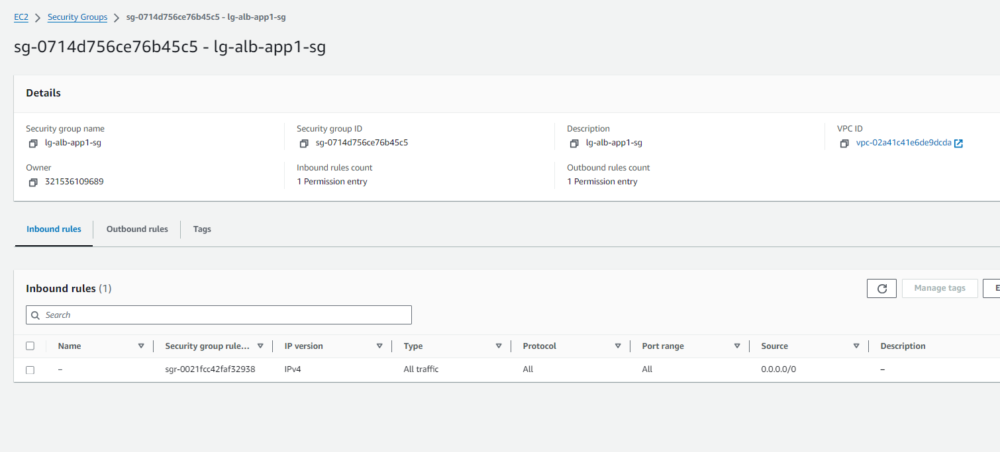 EC2 > Security Groups > sg-0714d756ce76b45c5 - lg-alb-app1-sg
sg-0714d756ce76b45c5 - lg-alb-app1-sg
Details
Security group name Security group ID Description VPC ID
lg-alb-app1-sg sg-0714d756ce76b45c5 lg-alb-app1-sg vpc-02a41c41e6de9dcda
Owner Inbound rules count Outbound rules count
321536109689 1 Permission entry 1 Permission entry
Inbound rules Outbound rules Tags
Inbound rules (1) Manage tags E
Search
Name Security group rule... IP version Type Protocol Port range Source Description
– sgr-0021fcc42faf32938 IPv4 All traffic All All 0.0.0.0/0 –